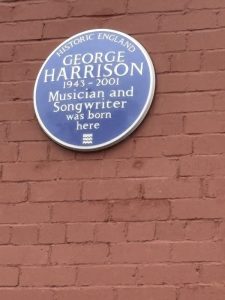 HISTORIC ENGLAND
GEORGE
HARRISON
1943-2001
Musician and
Songwriter
was born
here